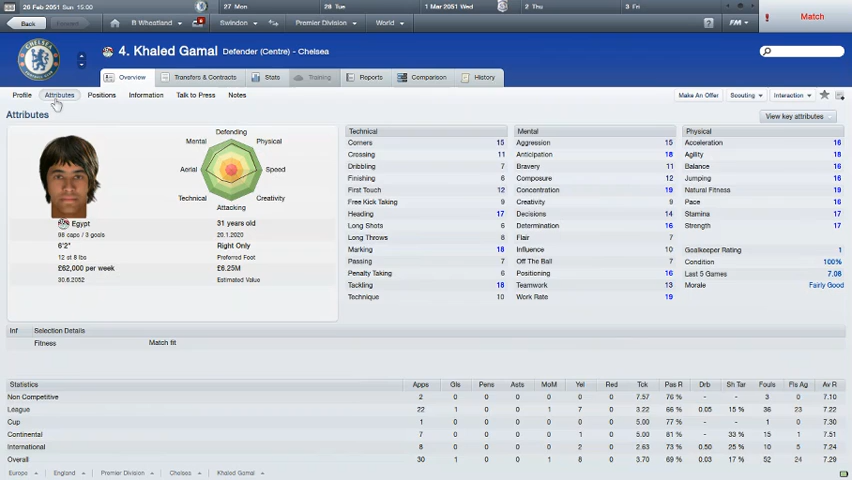 26 Feb 2051 Sun 15:00 27 Mon 28 Tue 1 Mar 2051 Wed 2 Thu 3 Fri Match
Back B Wheatland Swindon Premier Division World ? FM
4. Khaled Gamal Defender (Centre) - Chelsea
CHELSEA
Overview Transfers & Contracts Stats Training Reports Comparison History
Profile Attributes Positions Information Talk to Press Notes Make An Offer Scouting Interaction
Attributes View key attributes
Defending
Mental Physical
Aerial Speed
Technical Creativity
Attacking
Egypt 31 years old
98 caps / 3 goals 20.1.2020
6'2" Right Only
12 st 8 lbs Preferred Foot
£62,000 per week £6.25M
30.6.2052 Estimated Value
Technical Mental Physical
Corners 15 Aggression 15 Acceleration 16
Crossing 11 Anticipation 18 Agility 18
Dribbling 7 Bravery 11 Balance 16
Finishing 6 Composure 12 Jumping 16
First Touch 12 Concentration 19 Natural Fitness 19
Free Kick Taking 9 Creativity 9 Pace 16
Heading 17 Decisions 14 Stamina 17
Long Shots 6 Determination 16 Strength 17
Long Throws 8 Flair 7
Marking 18 Influence 10 Goalkeeper Rating 1
Passing 7 Off The Ball 7 Condition 100%
Penalty Taking 6 Positioning 16 Last 5 Games 7.08
Tackling 18 Teamwork 13 Morale Fairly Good
Technique 10 Work Rate 19
Inf Selection Details
Fitness Match fit
Statistics Apps Gls Pens Asts MoM Yel Red Tck Pas R Drb Sh Tar Fouls Fls Ag Av R
Non Competitive 2 0 0 0 0 0 0 7.57 76 % - - 3 0 7.10
League 22 1 0 0 1 7 0 3.22 66 % 0.05 15 % 36 23 7.22
Cup 1 0 0 0 0 0 0 5.00 77 % - - 1 0 7.30
Continental 7 0 0 0 0 1 0 5.00 81 % - 33 % 15 1 7.51
International 8 0 0 0 0 2 0 2.63 73 % 0.50 25 % 10 5 7.24
Overall 30 1 0 0 1 8 0 3.70 69 % 0.03 17 % 52 24 7.29
Europe England Premier Division Chelsea Khaled Gamal